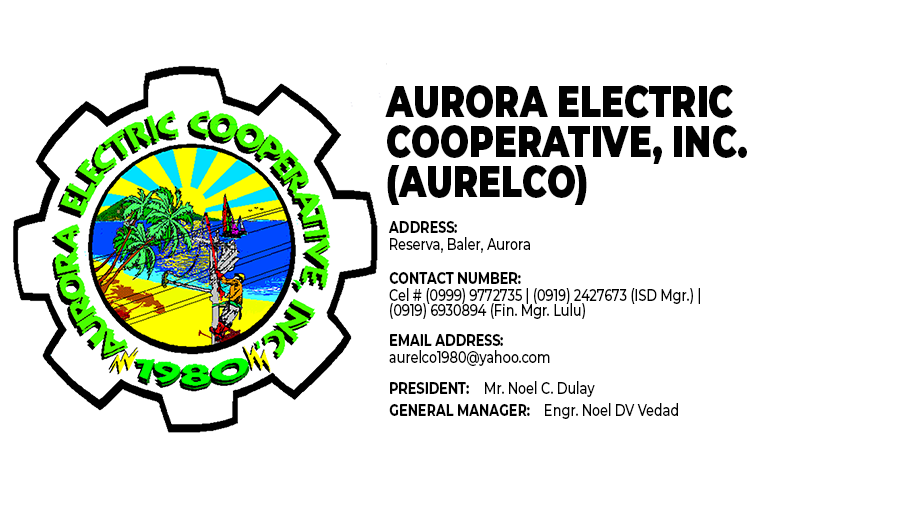 AURORA ELECTRIC COOPERATIVE, INC.
1980
AURORA ELECTRIC
COOPERATIVE, INC.
(AURELCO)
ADDRESS:
Reserva, Baler, Aurora
CONTACT NUMBER:
Cel # (0999) 9772735 | (0919) 2427673 (ISD Mgr.) |
(0919) 6930894 (Fin. Mgr. Lulu)
EMAIL ADDRESS:
aurelco1980@yahoo.com
PRESIDENT: Mr. Noel C. Dulay
GENERAL MANAGER: Engr. Noel DV Vedad